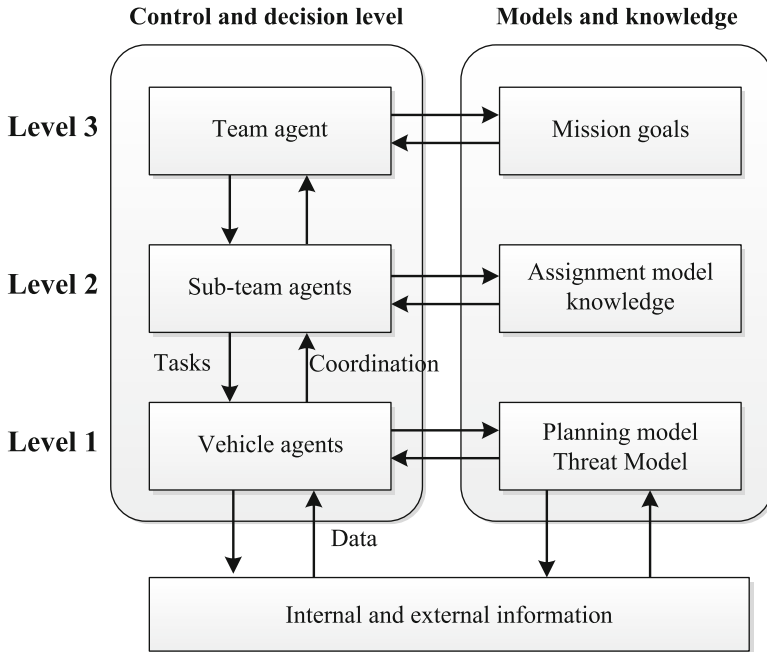 Control and decision level
Models and knowledge
Level 3
Team agent
Mission goals
Level 2
Sub-team agents
Assignment model
knowledge
Tasks
Coordination
Level 1
Vehicle agents
Planning model
Threat Model
Data
Internal and external information